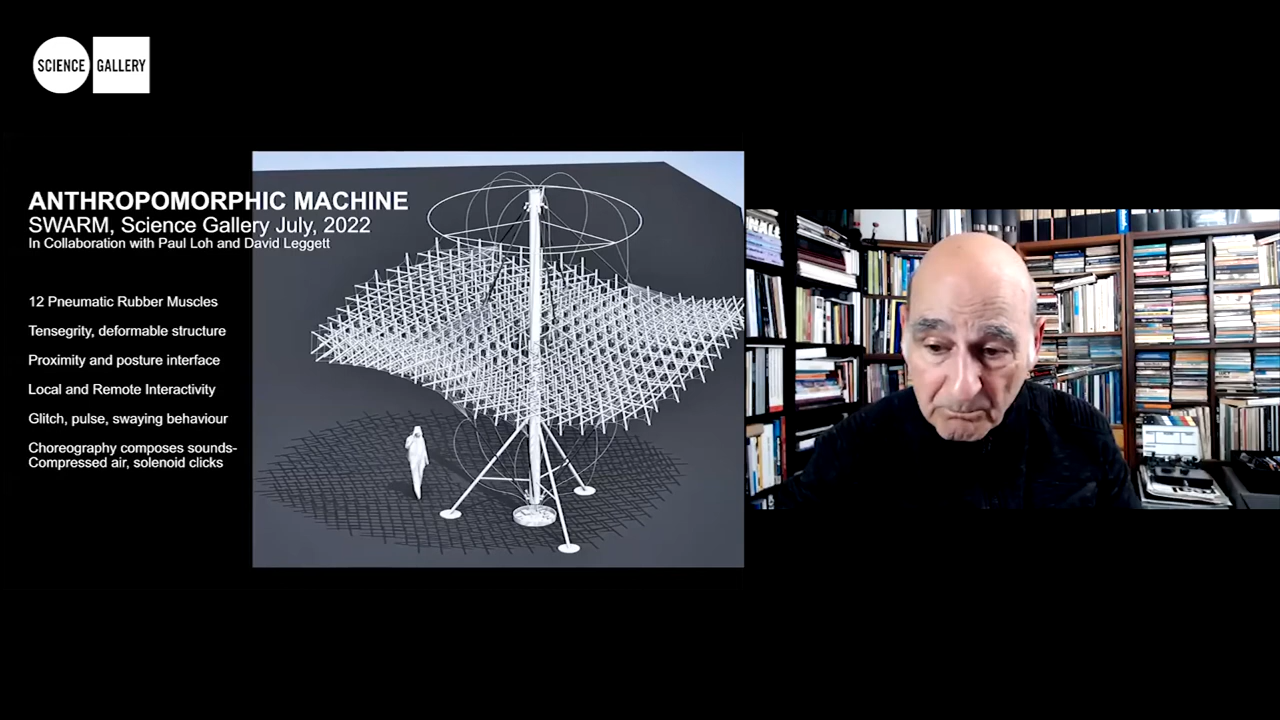 SCIENCE GALLERY
ANTHROPOMORPHIC MACHINE
SWARM, Science Gallery July, 2022
In Collaboration with Paul Loh and David Leggett
12 Pneumatic Rubber Muscles
Tensegrity, deformable structure
Proximity and posture interface
Local and Remote Interactivity
Glitch, pulse, swaying behaviour
Choreography composes sounds-
Compressed air, solenoid clicks